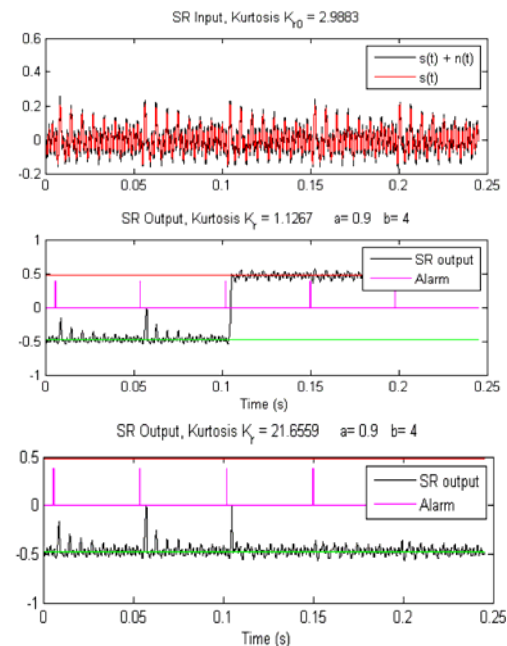 SR Input, Kurtosis K_r0 = 2.9883
0.6
0.4
0.2
0
-0.2
s(t) + n(t)
s(t)
0 0.05 0.1 0.15 0.2 0.25
SR Output, Kurtosis K_r = 1.1267 a= 0.9 b= 4
1
0.5
0
-0.5
-1
SR output
Alarm
0 0.05 0.1 0.15 0.2 0.25
Time (s)
SR Output, Kurtosis K_r = 21.6559 a= 0.9 b= 4
0.5
0
-0.5
-1
SR output
Alarm
0 0.05 0.1 0.15 0.2 0.25
Time (s)